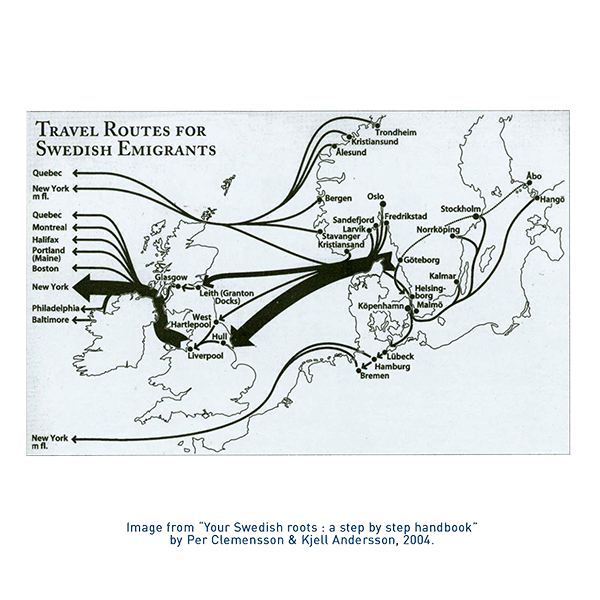 TRAVEL ROUTES FOR
SWEDISH EMIGRANTS
Quebec
New York
m fl.
Quebec
Montreal
Halifax
Portland
(Maine)
Boston
New York
Philadelphia
Baltimore
New York
m fl.
Trondheim
Kristiansund
Ålesund
Bergen
Oslo
Sandefjord
Larvik
Fredrikstad
Stavanger
Kristiansand
Stockholm
Norrköping
Åbo
Hangö
Göteborg
Kalmar
Helsing-
borg
Malmö
Köpenhamn
Lübeck
Hamburg
Bremen
Glasgow
Leith (Granton
Docks)
West
Hartlepool
Hull
Liverpool
Image from “Your Swedish roots : a step by step handbook”
by Per Clemensson & Kjell Andersson, 2004.